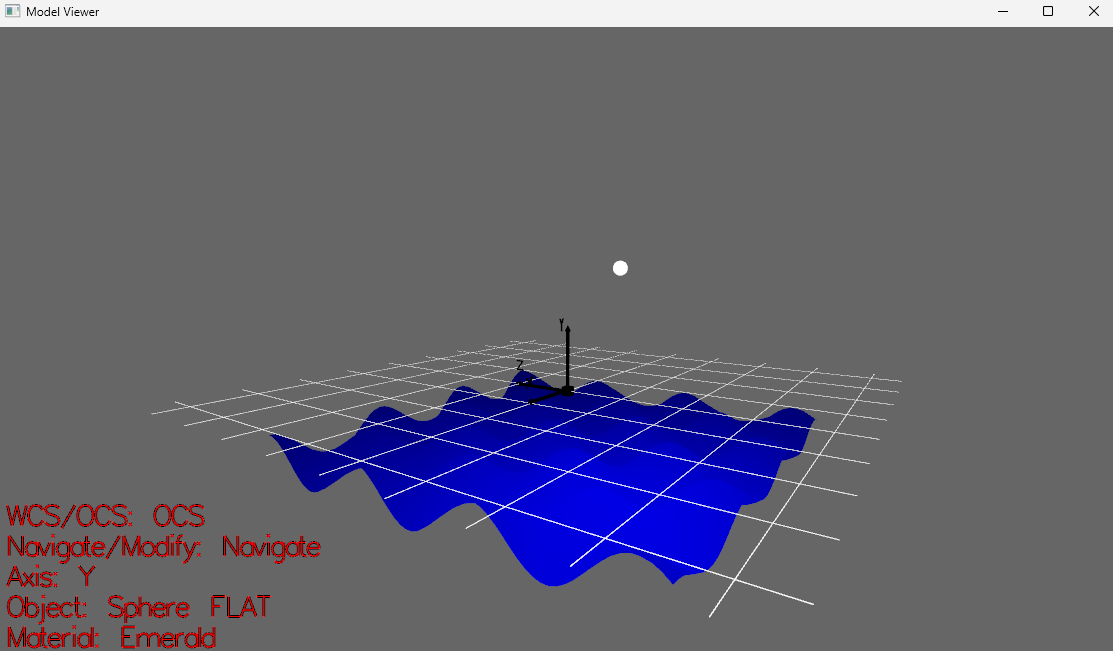 Model Viewer
Y
Z
WCS/OCS: OCS
Navigate/Modify: Navigate
Axis: Y
Object: Sphere FLAT
Material: Emerald